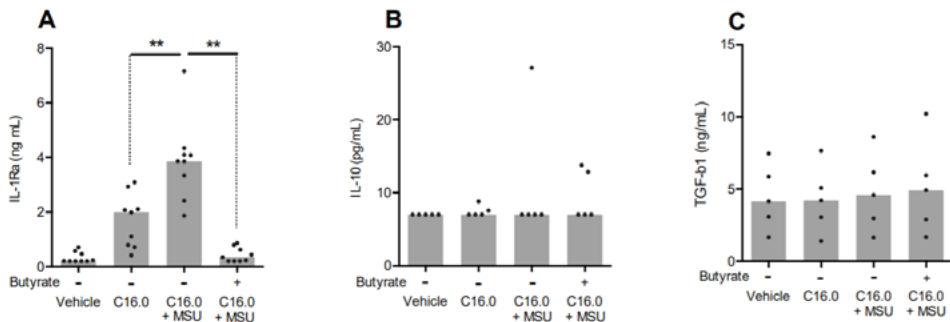 A
IL-1Ra (ng mL)
8
6
4
2
0
** **
Butyrate - - - +
Vehicle C16.0 C16.0 C16.0
+ MSU + MSU
B
IL-10 (pg/mL)
30
20
10
0
Butyrate - - - +
Vehicle C16.0 C16.0 C16.0
+ MSU + MSU
C
TGF-b1 (ng/mL)
15
10
5
0
Butyrate - - - +
Vehicle C16.0 C16.0 C16.0
+ MSU + MSU